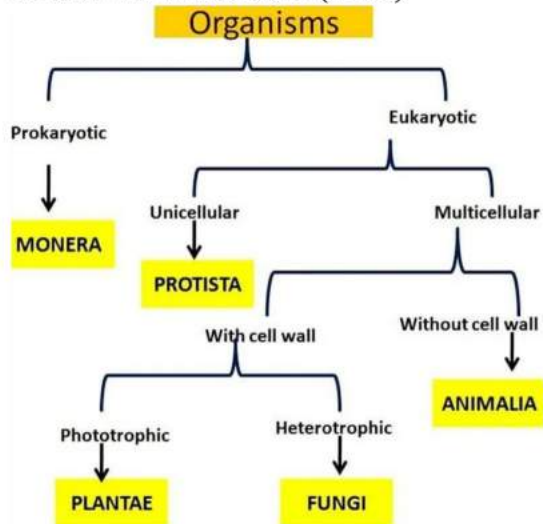 Organisms
Prokaryotic
Eukaryotic
MONERA
Unicellular
Multicellular
PROTISTA
With cell wall
Without cell wall
ANIMALIA
Phototrophic
Heterotrophic
PLANTAE
FUNGI